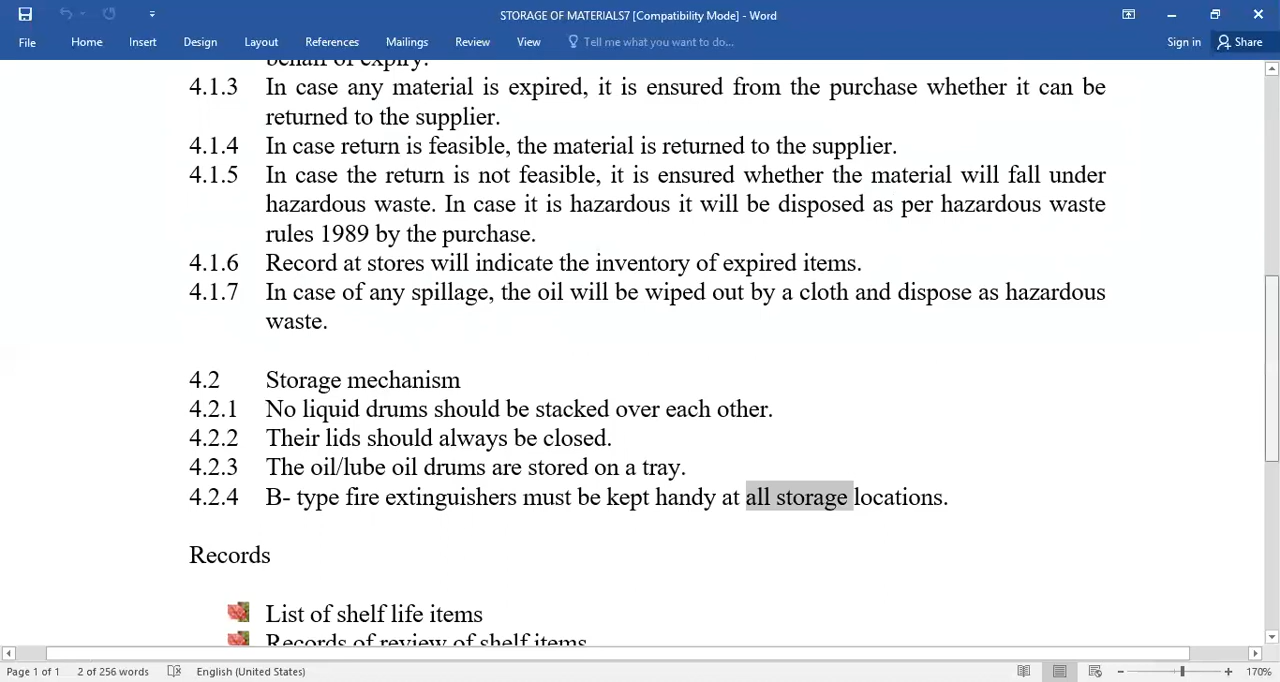 STORAGE OF MATERIALS7 [Compatibility Mode] - Word
File Home Insert Design Layout References Mailings Review View Tell me what you want to do... Sign in Share
behalf of expiry.
4.1.3 In case any material is expired, it is ensured from the purchase whether it can be
returned to the supplier.
4.1.4 In case return is feasible, the material is returned to the supplier.
4.1.5 In case the return is not feasible, it is ensured whether the material will fall under
hazardous waste. In case it is hazardous it will be disposed as per hazardous waste
rules 1989 by the purchase.
4.1.6 Record at stores will indicate the inventory of expired items.
4.1.7 In case of any spillage, the oil will be wiped out by a cloth and dispose as hazardous
waste.
4.2 Storage mechanism
4.2.1 No liquid drums should be stacked over each other.
4.2.2 Their lids should always be closed.
4.2.3 The oil/lube oil drums are stored on a tray.
4.2.4 B- type fire extinguishers must be kept handy at all storage locations.
Records
List of shelf life items
Records of review of shelf items
Page 1 of 1 2 of 256 words English (United States) 170%